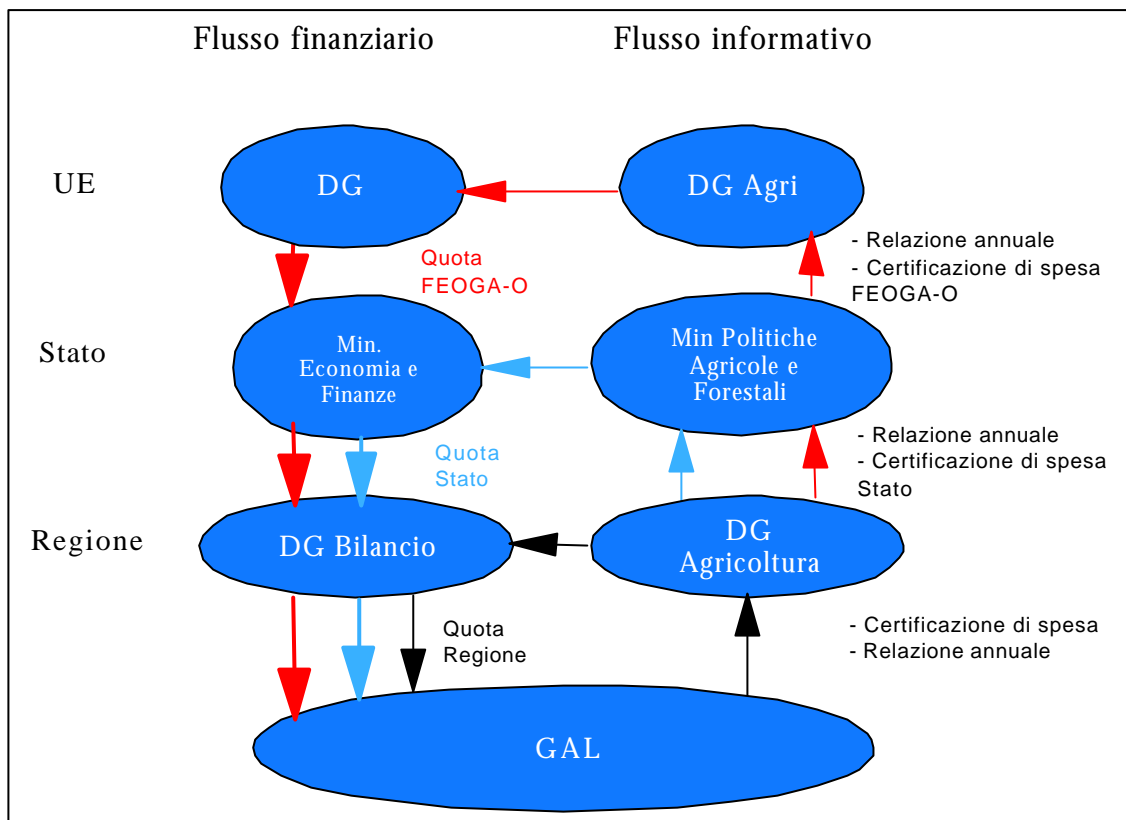 Flusso finanziario
Flusso informativo
UE
DG
DG Agri
Quota
FEOGA-O
- Relazione annuale
- Certificazione di spesa
FEOGA-O
Stato
Min.
Economia e
Finanze
Min Politiche
Agricole e
Forestali
Quota
Stato
- Relazione annuale
- Certificazione di spesa
Stato
Regione
DG Bilancio
DG
Agricoltura
Quota
Regione
- Certificazione di spesa
- Relazione annuale
GAL